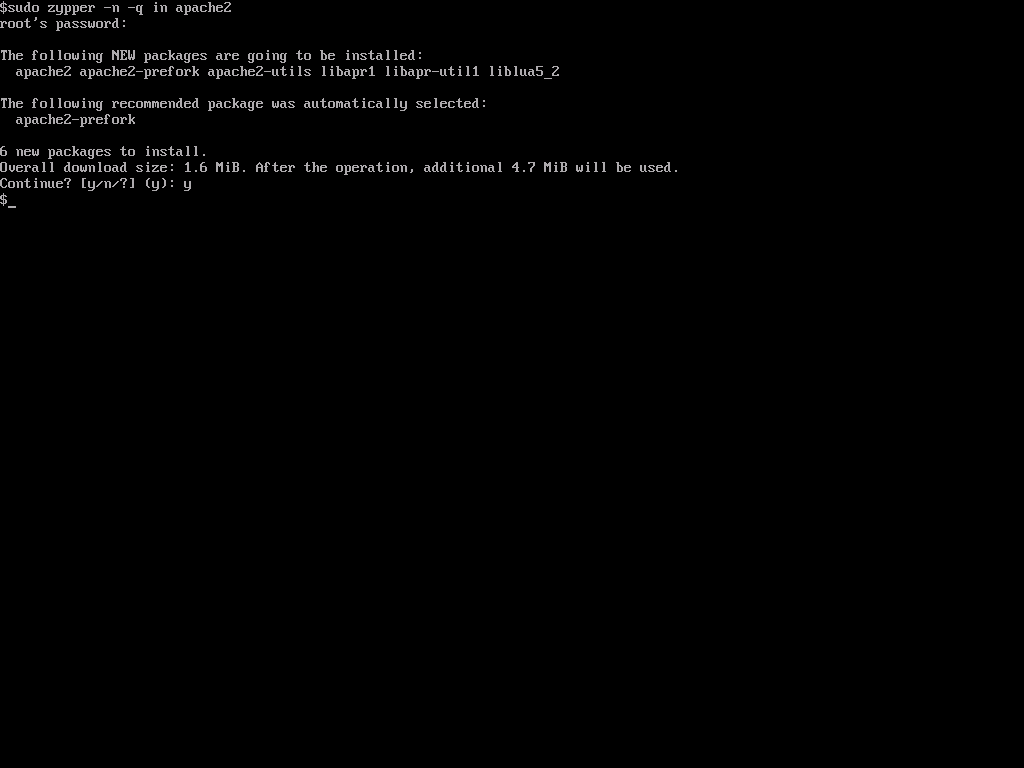 $sudo zypper -n -q in apache2
root's password:
The following NEW packages are going to be installed:
apache2 apache2-prefork apache2-utils libapr1 libapr-util1 liblua5_2
The following recommended package was automatically selected:
apache2-prefork
6 new packages to install.
Overall download size: 1.6 MiB. After the operation, additional 4.7 MiB will be used.
Continue? [y/n/?] (y): y
$_